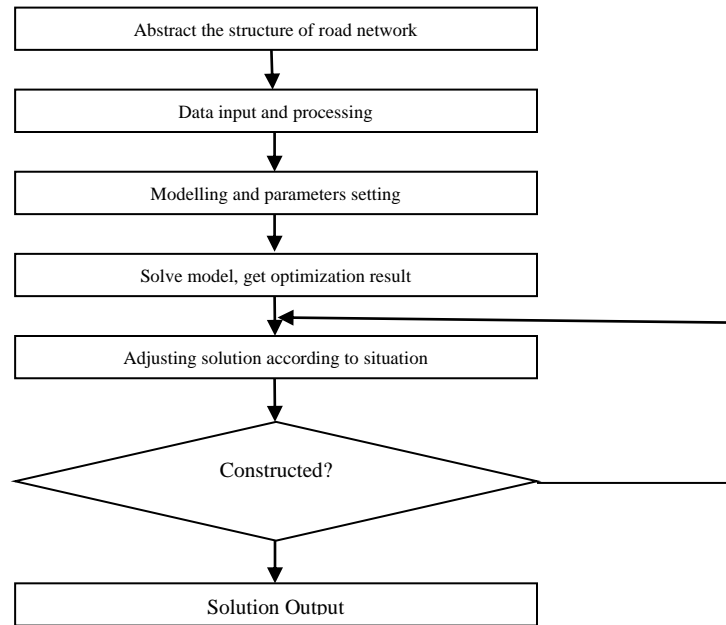 Abstract the structure of road network
Data input and processing
Modelling and parameters setting
Solve model, get optimization result
Adjusting solution according to situation
Constructed?
Solution Output